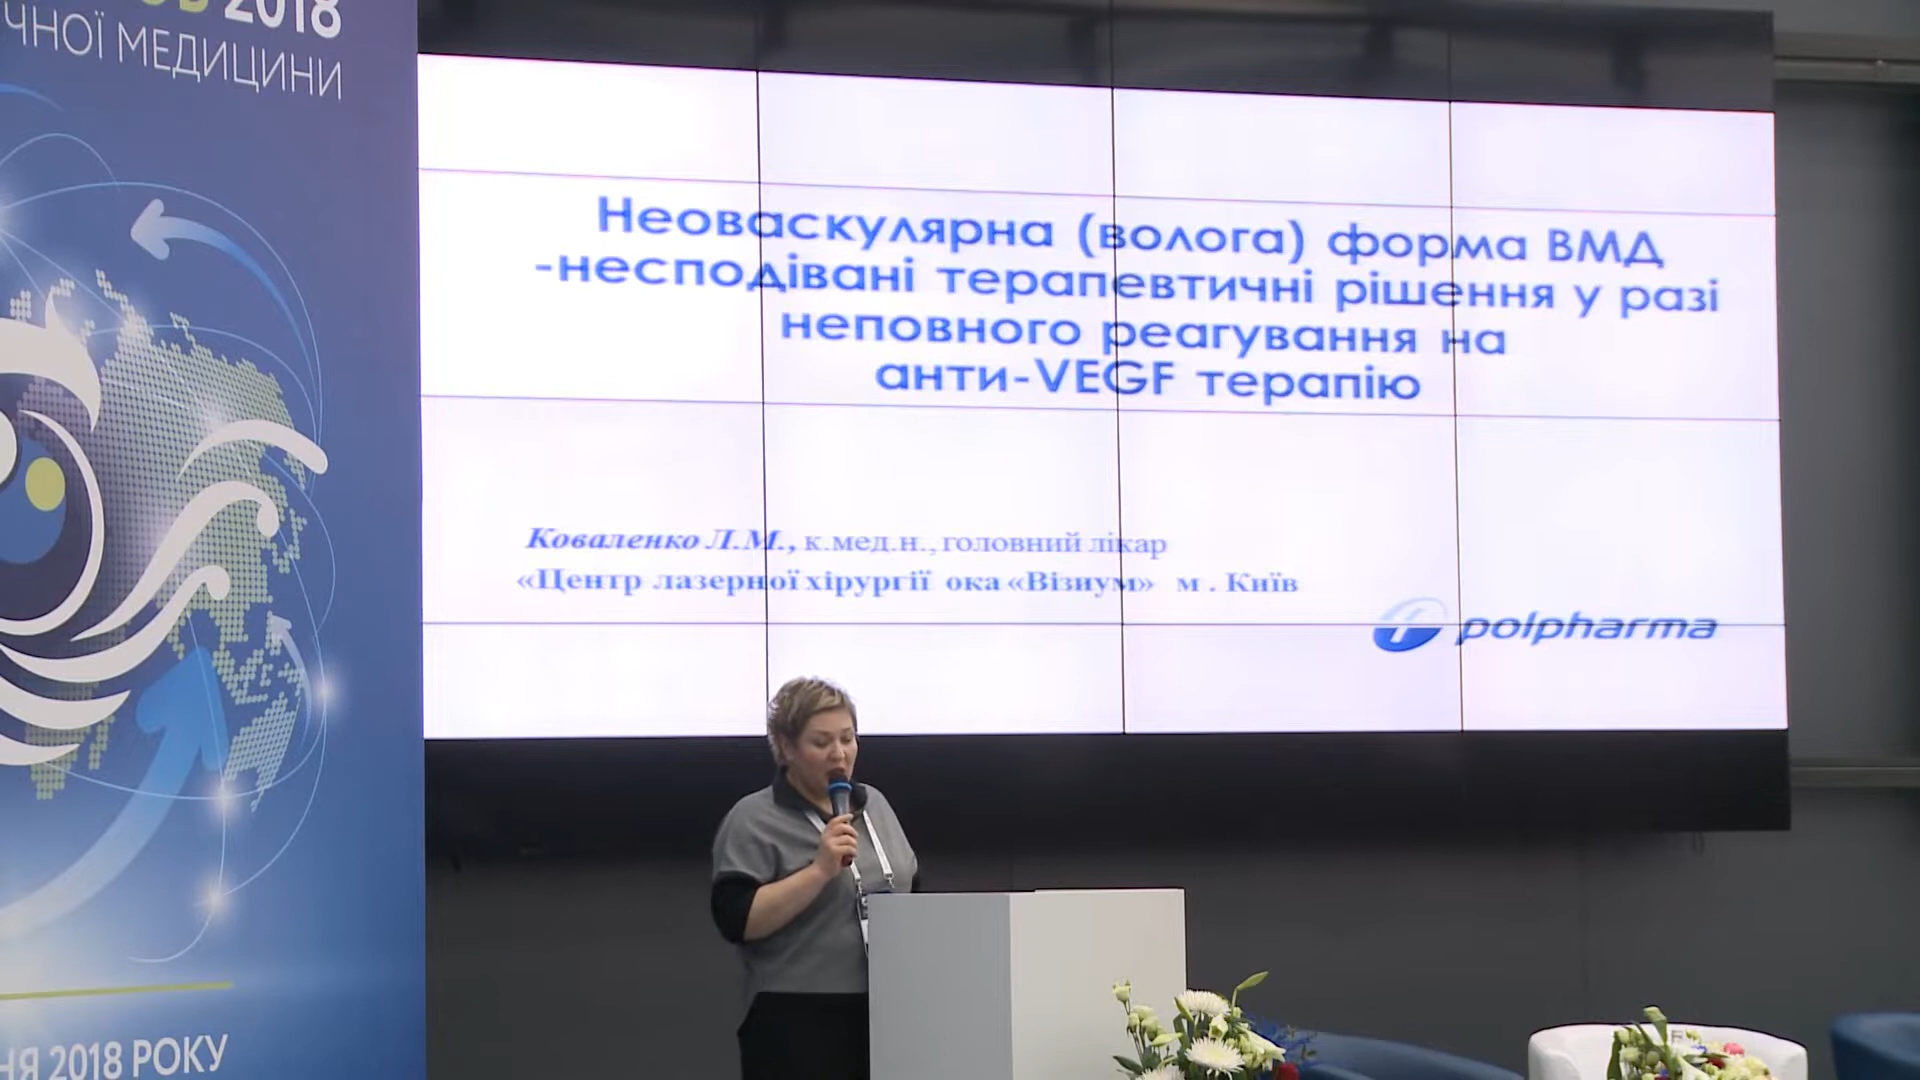 2018
ЧНОЇ МЕДИЦИНИ
Неоваскулярна (волога) форма ВМД
-несподівані терапевтичні рішення у разі
неповного реагування на
анти-VEGF терапію
Коваленко Л.М., к.мед.н., головний лікар
«Центр лазерної хірургії ока «Візиум» м . Київ
polpharma
НЯ 2018 РОКУ